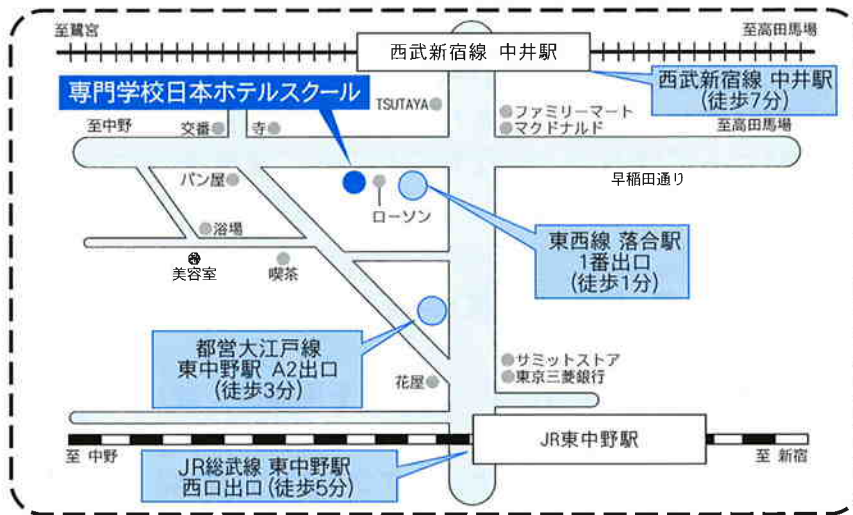 至鷺宮
西武新宿線 中井駅
至高田馬場
西武新宿線 中井駅
(徒歩7分)
専門学校日本ホテルスクール
TSUTAYA
ファミリーマート
マクドナルド
至中野
交番
寺
至高田馬場
パン屋
ローソン
早稲田通り
浴場
東西線 落合駅
1番出口
(徒歩1分)
美容室
喫茶
都営大江戸線
東中野駅 A2出口
(徒歩3分)
花屋
サミットストア
東京三菱銀行
JR東中野駅
至 中野
至 新宿
JR総武線 東中野駅
西口出口(徒歩5分)